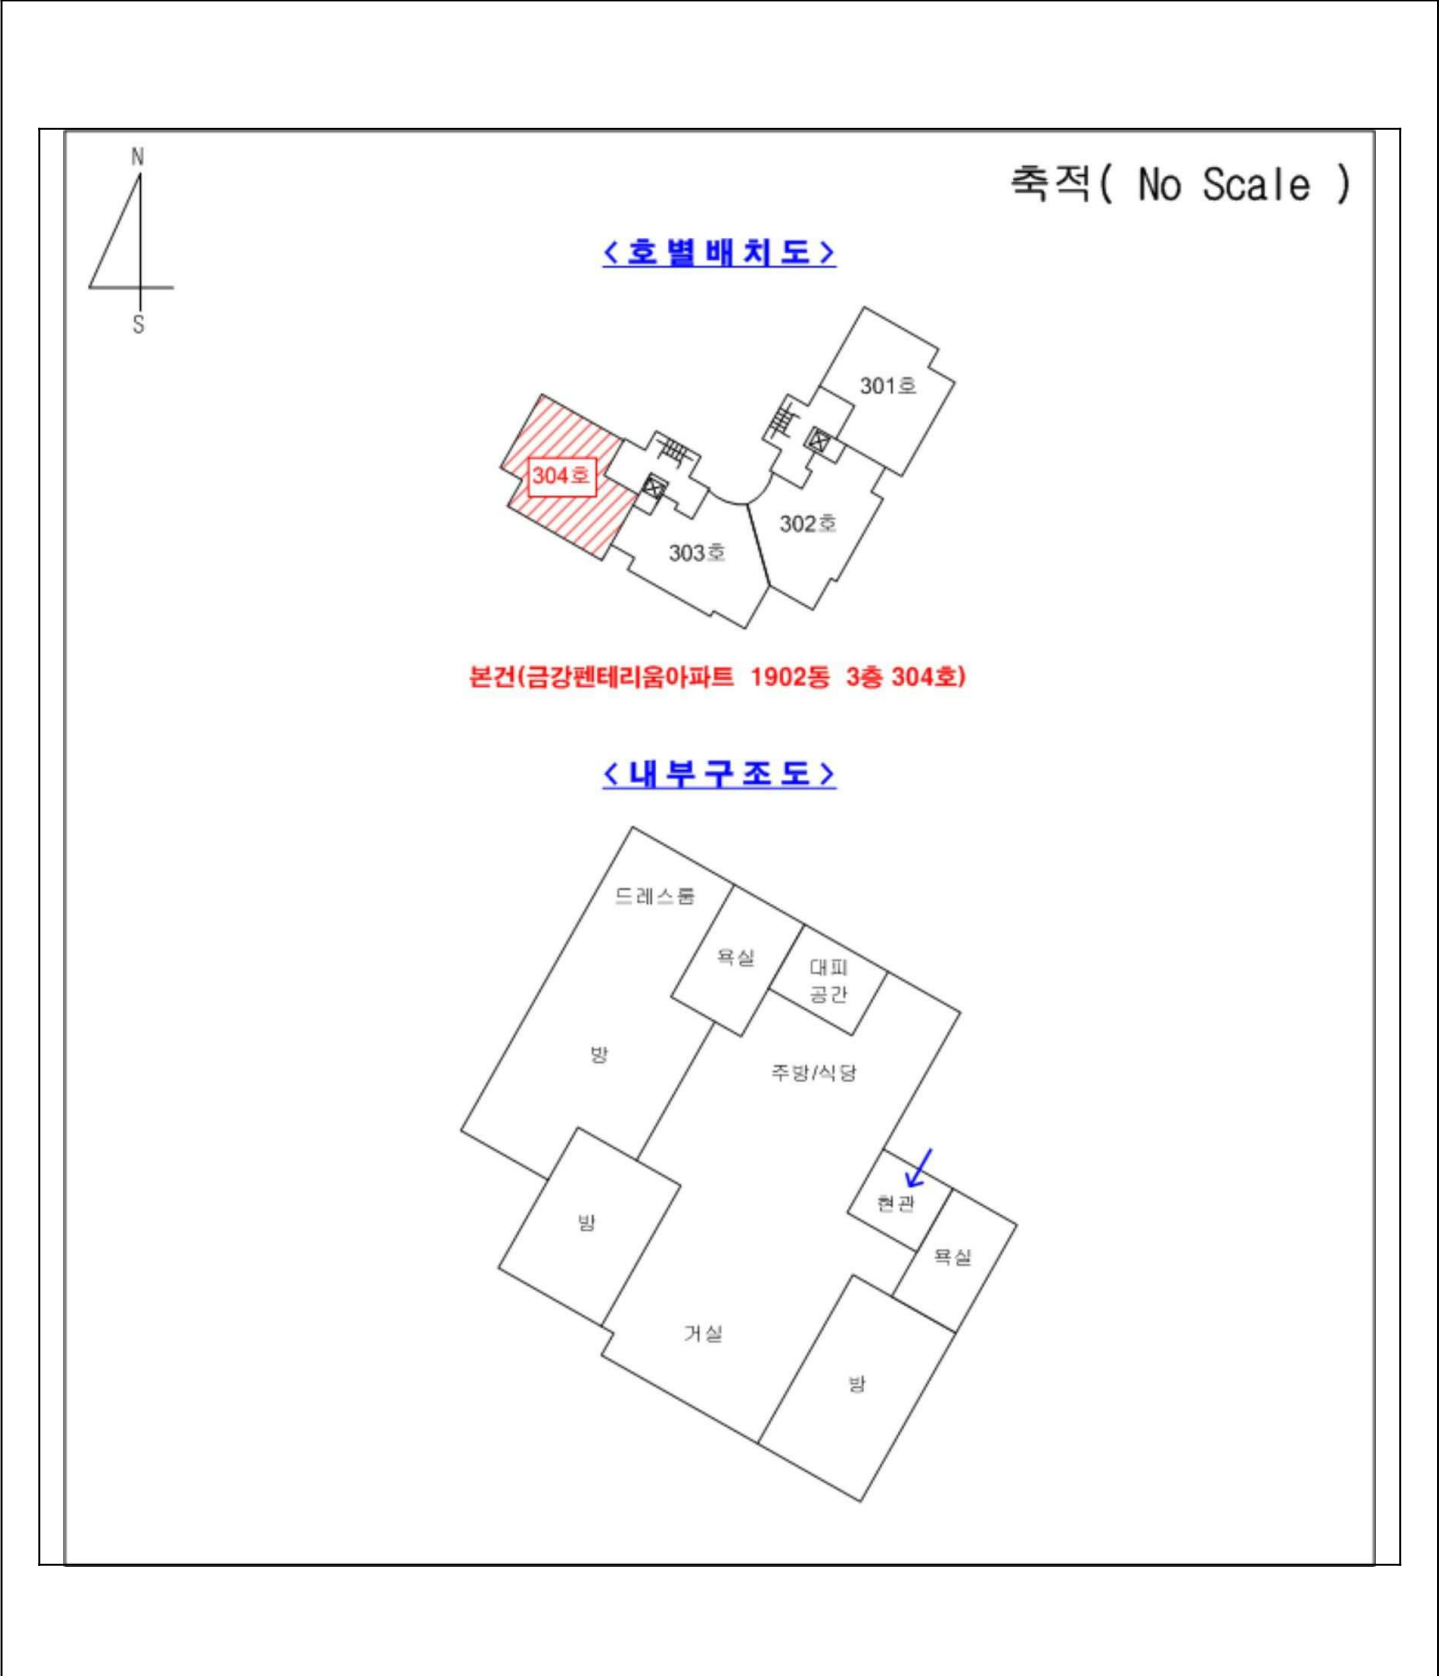 N
축적( No Scale )
<호별배치도>
S
301호
304호
302호
303호
본건(금강펜테리움아파트 1902동 3층 304호)
<내부구조도>
드레스룸
욕실
대피
공간
방
주방/식당
현관
방
욕실
거실
방